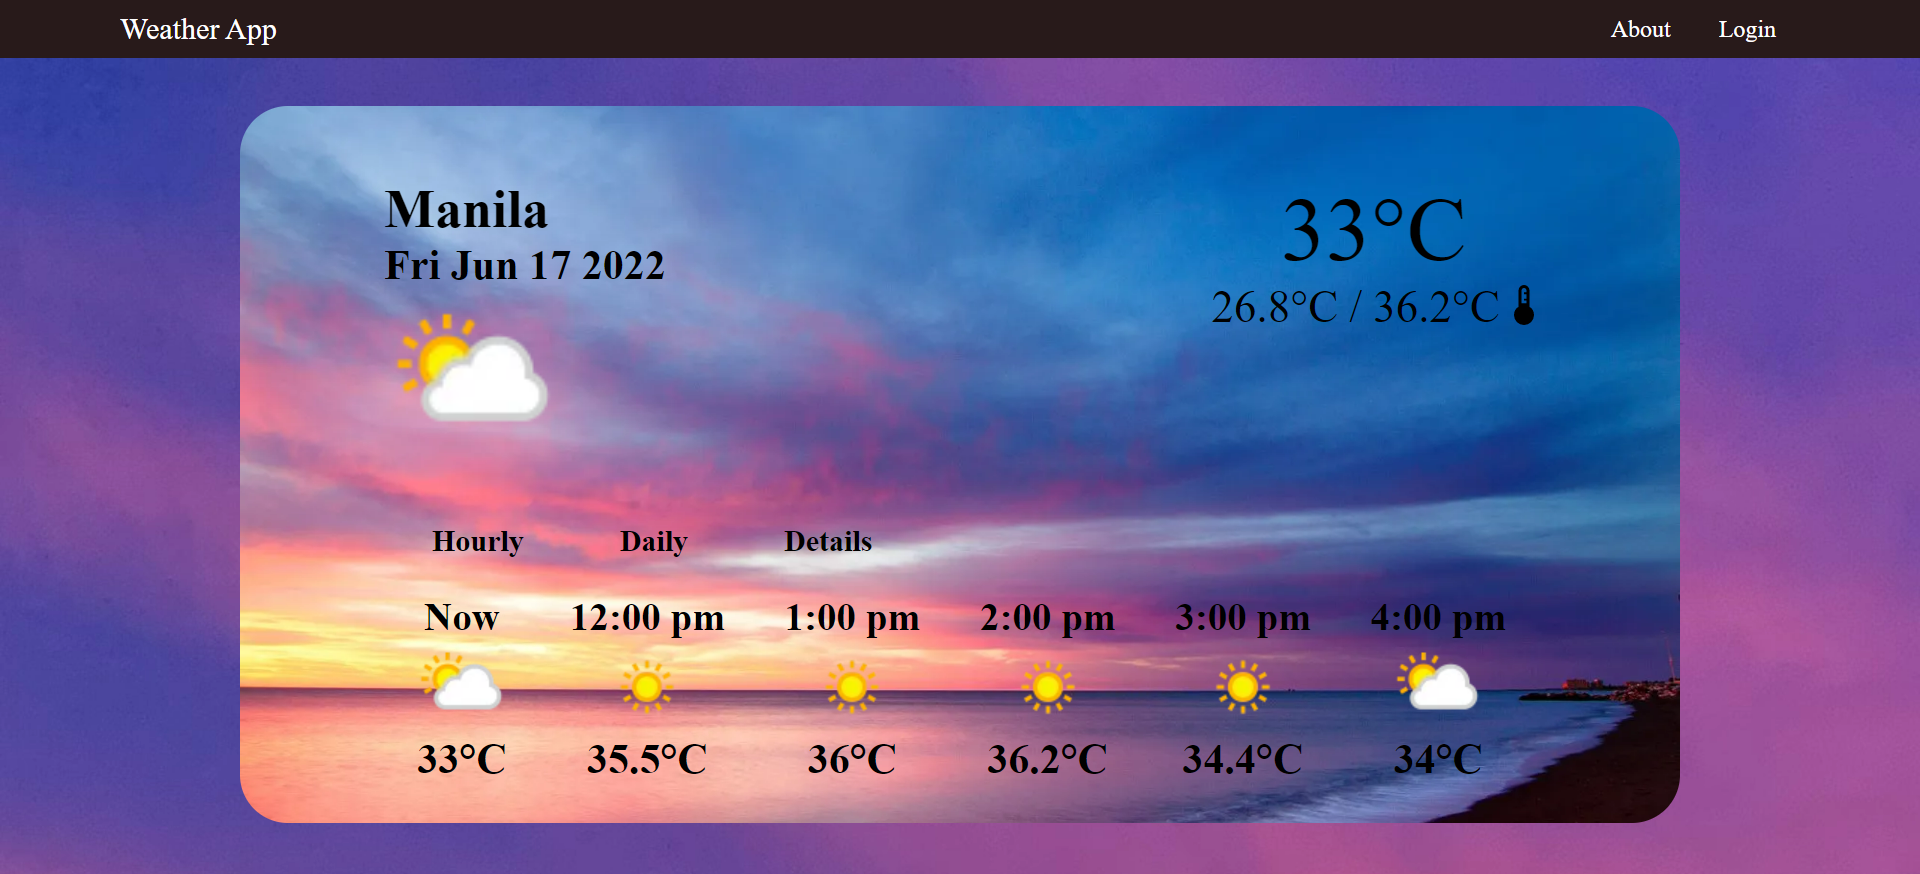 Weather App About Login
Manila
Fri Jun 17 2022
33°C
26.8°C / 36.2°C
Hourly Daily Details
Now 12:00 pm 1:00 pm 2:00 pm 3:00 pm 4:00 pm
33°C 35.5°C 36°C 36.2°C 34.4°C 34°C